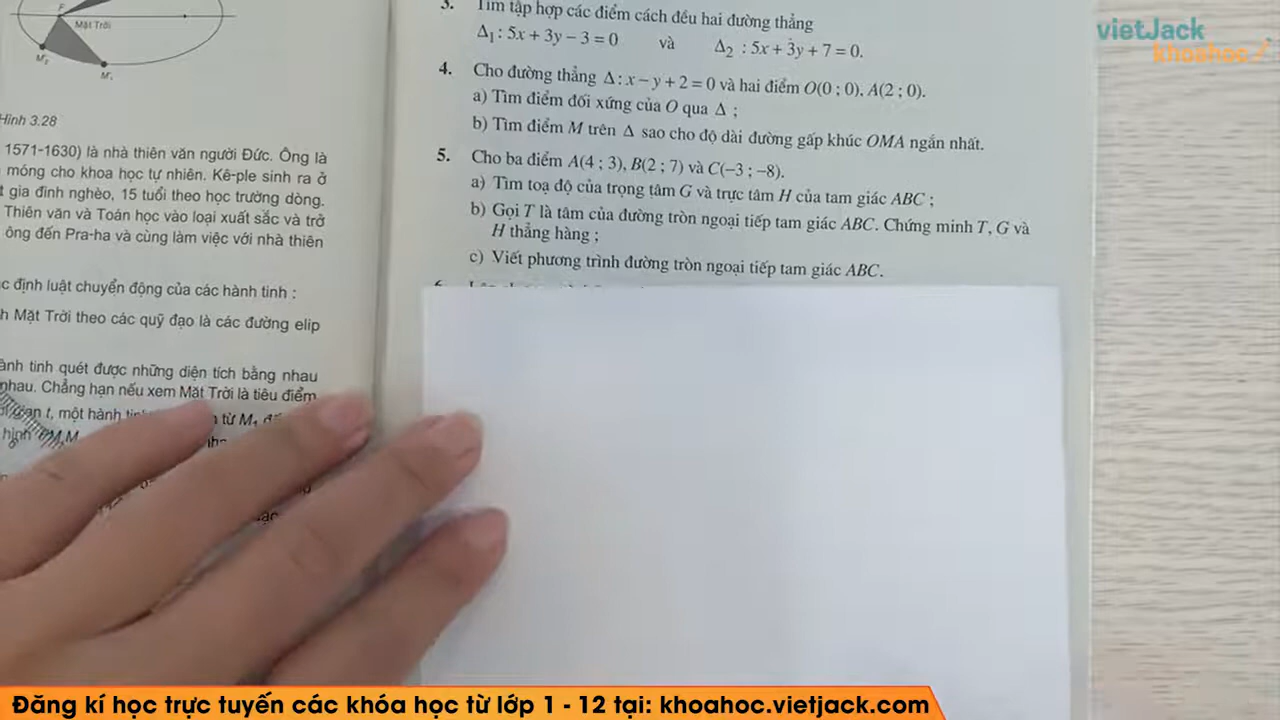 Mặt Trời
M₂
M₁
Hình 3.28
1571-1630) là nhà thiên văn người Đức. Ông là
móng cho khoa học tự nhiên. Kê-ple sinh ra ở
gia đình nghèo, 15 tuổi theo học trường dòng.
Thiên văn và Toán học vào loại xuất sắc và trở
ông đến Pra-ha và cùng làm việc với nhà thiên
định luật chuyển động của các hành tinh :
Mặt Trời theo các quỹ đạo là các đường elip
ành tinh quét được những diện tích bằng nhau
nhau. Chẳng hạn nếu xem Mặt Trời là tiêu điểm
t, một hành từ M₁
3. Tìm tập hợp các điểm cách đều hai đường thẳng
Δ₁ : 5x + 3y − 3 = 0 và Δ₂ : 5x + 3y + 7 = 0.
4. Cho đường thẳng Δ : x − y + 2 = 0 và hai điểm O(0 ; 0), A(2 ; 0).
a) Tìm điểm đối xứng của O qua Δ ;
b) Tìm điểm M trên Δ sao cho độ dài đường gấp khúc OMA ngắn nhất.
5. Cho ba điểm A(4 ; 3), B(2 ; 7) và C(−3 ; −8).
a) Tìm toạ độ của trọng tâm G và trực tâm H của tam giác ABC ;
b) Gọi T là tâm của đường tròn ngoại tiếp tam giác ABC. Chứng minh T, G và
H thẳng hàng ;
c) Viết phương trình đường tròn ngoại tiếp tam giác ABC.
vietJack
khoahoc
Đăng kí học trực tuyến các khóa học từ lớp 1 - 12 tại: khoahoc.vietjack.com